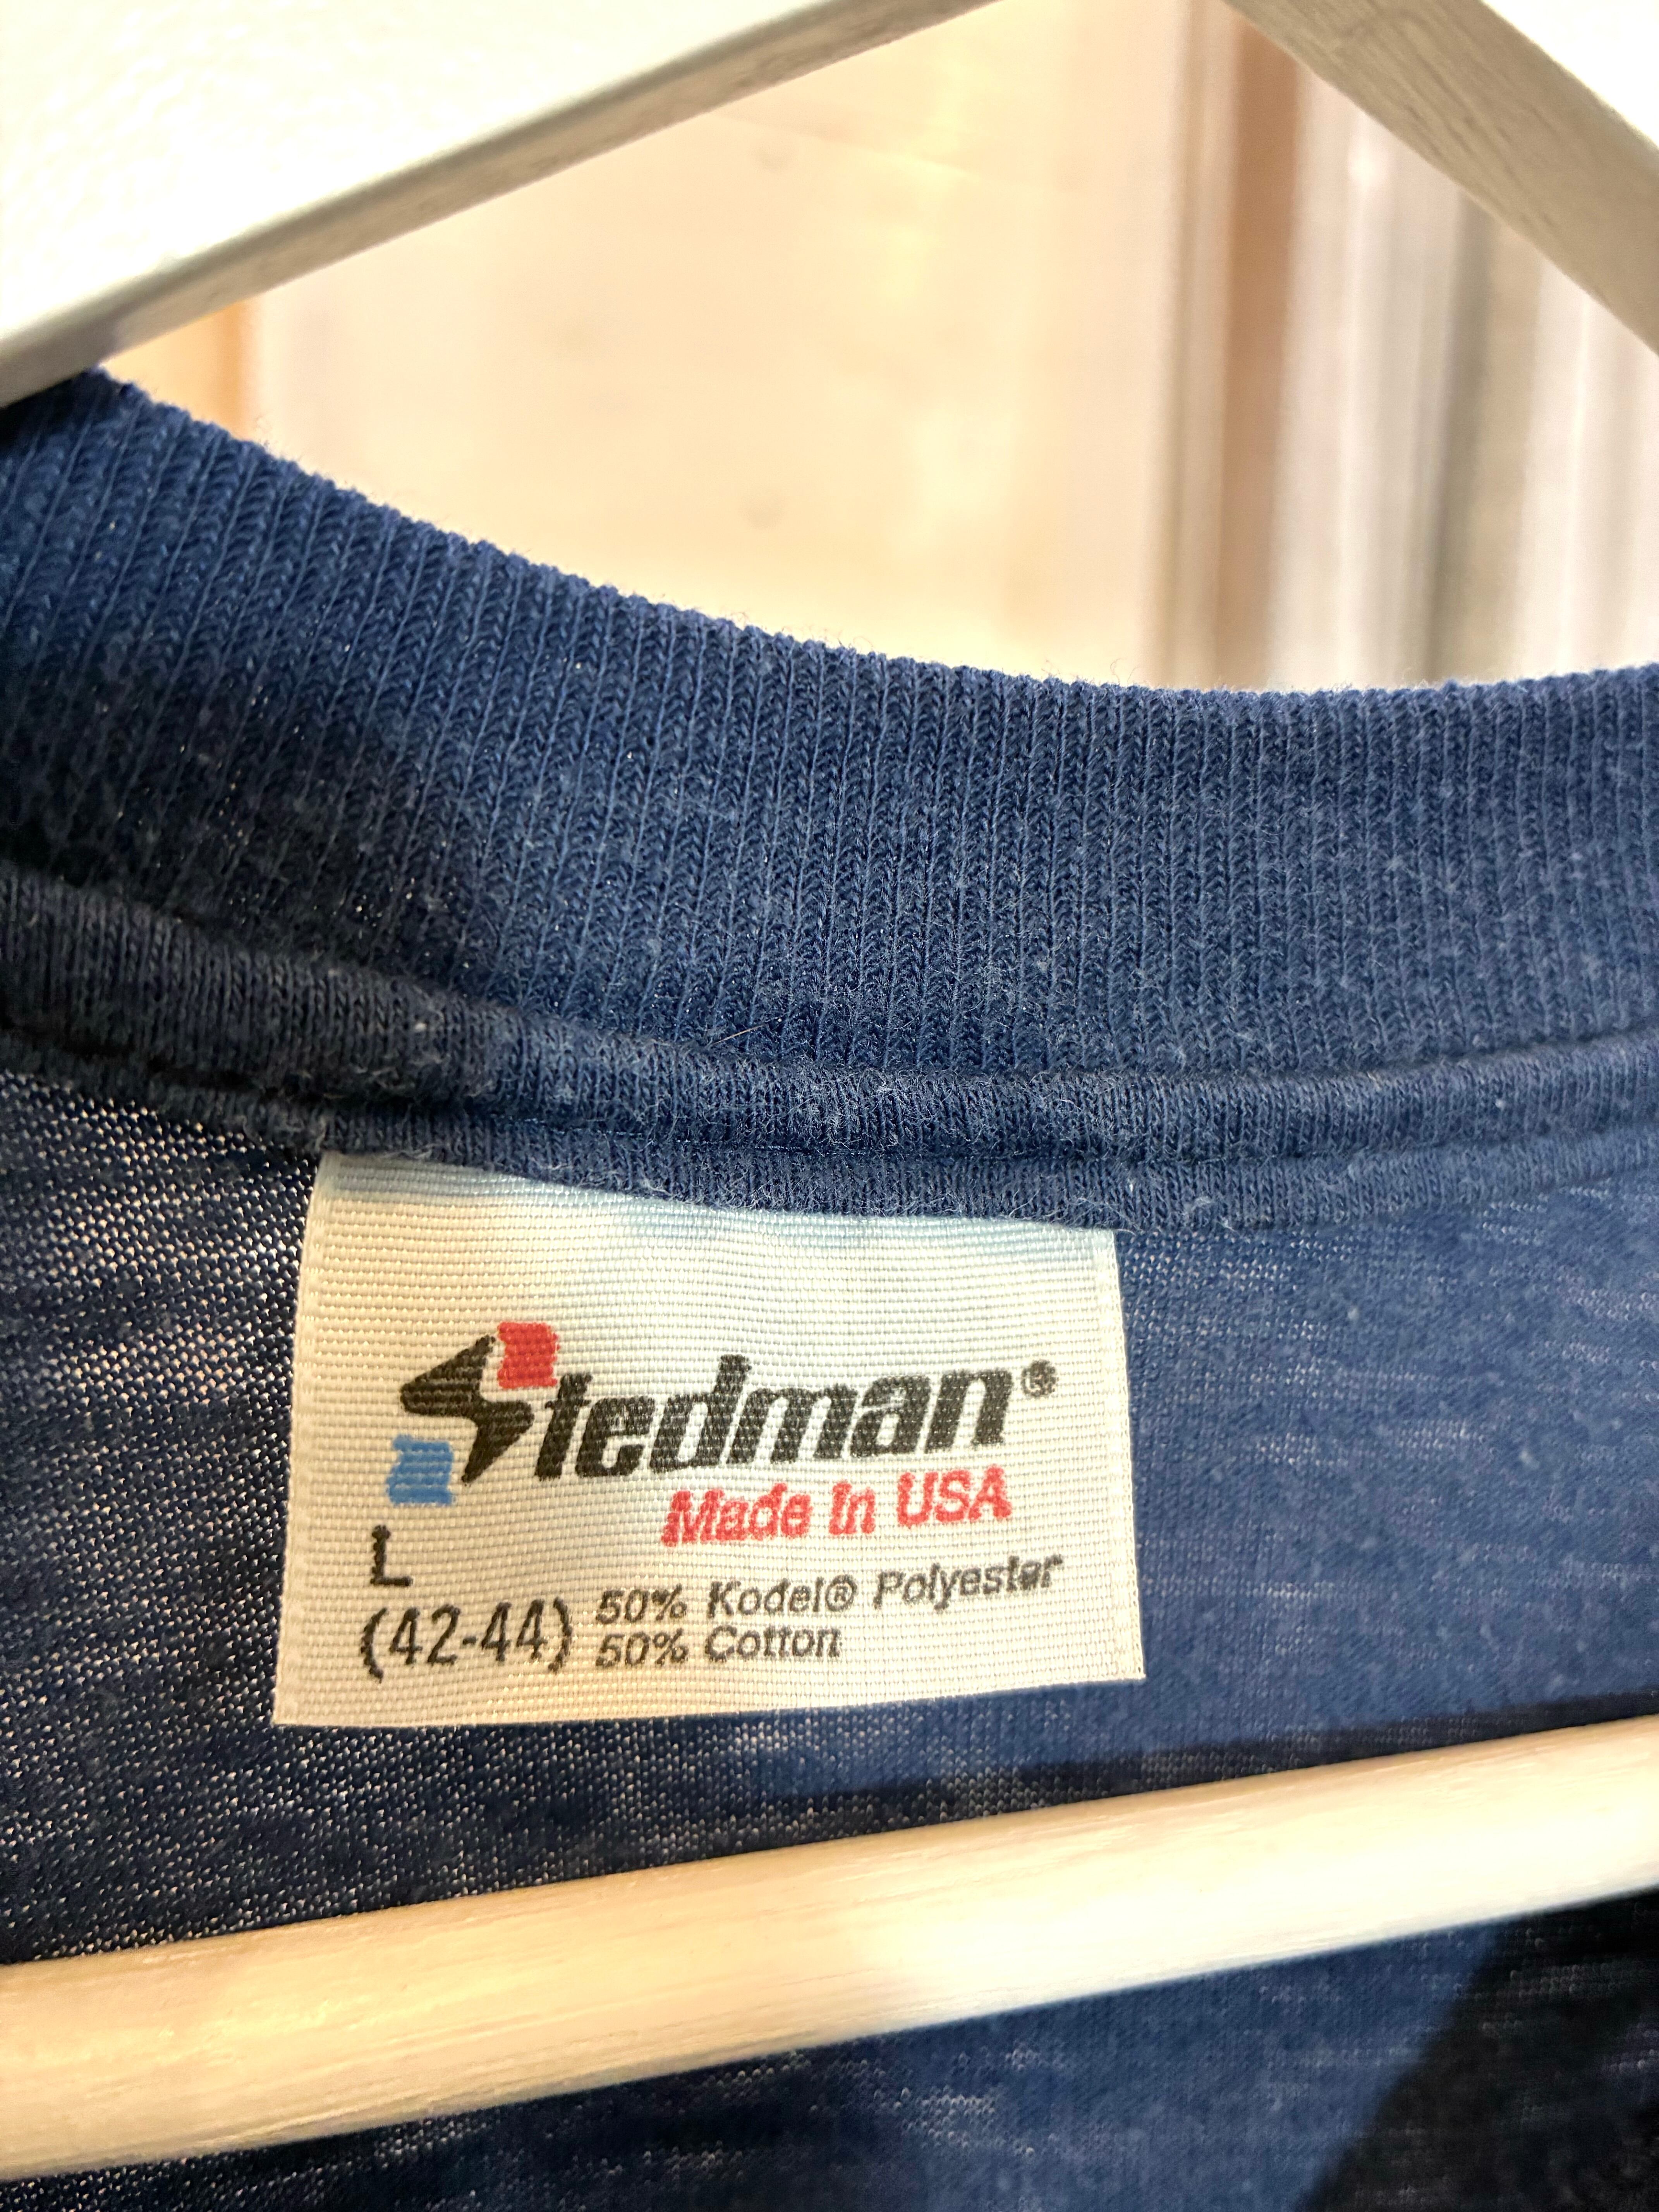 Stedman®
Made in USA
L
(42-44)
50% Kodel® Polyester
50% Cotton